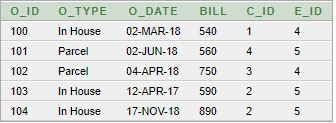 O_ID O_TYPE O_DATE BILL C_ID E_ID
100 In House 02-MAR-18 540 1 4
101 Parcel 02-JUN-18 560 4 5
102 Parcel 04-APR-18 750 3 4
103 In House 12-APR-17 590 2 5
104 In House 17-NOV-18 890 2 5